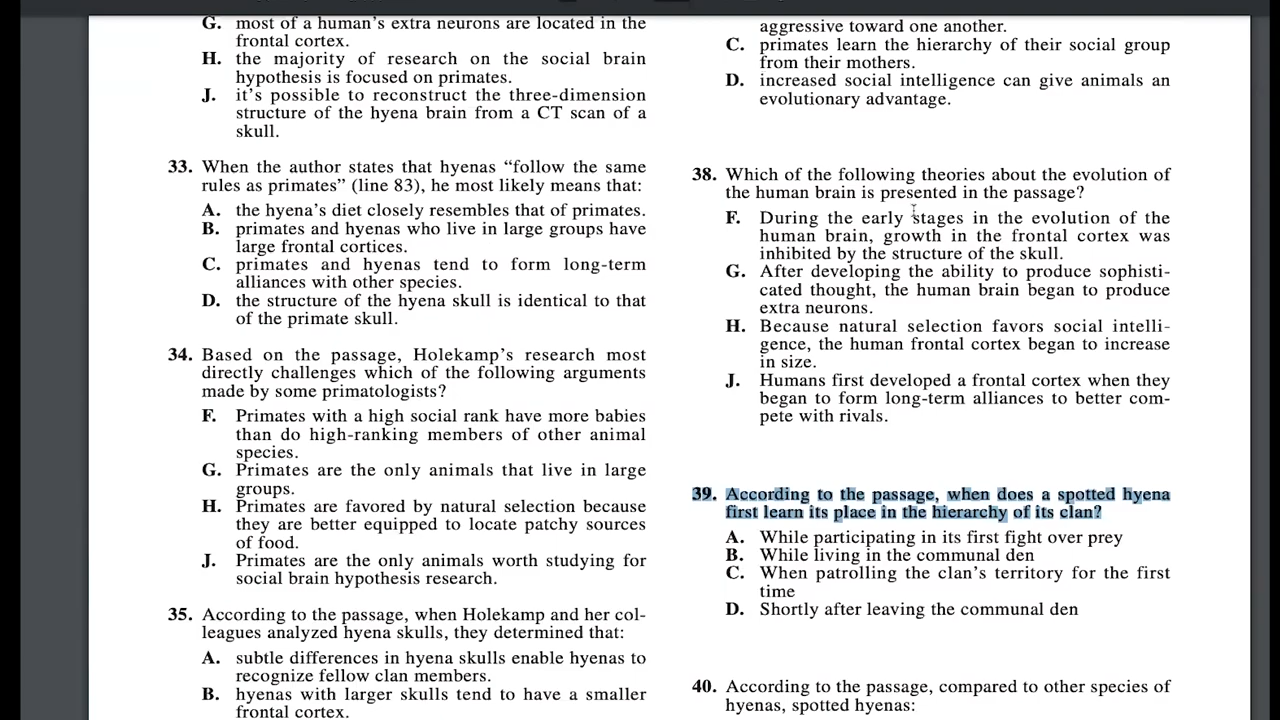 G. most of a human's extra neurons are located in the
frontal cortex.
H. the majority of research on the social brain
hypothesis is focused on primates.
J. it's possible to reconstruct the three-dimension
structure of the hyena brain from a CT scan of a
skull.
33. When the author states that hyenas “follow the same
rules as primates” (line 83), he most likely means that:
A. the hyena's diet closely resembles that of primates.
B. primates and hyenas who live in large groups have
large frontal cortices.
C. primates and hyenas tend to form long-term
alliances with other species.
D. the structure of the hyena skull is identical to that
of the primate skull.
34. Based on the passage, Holekamp's research most
directly challenges which of the following arguments
made by some primatologists?
F. Primates with a high social rank have more babies
than do high-ranking members of other animal
species.
G. Primates are the only animals that live in large
groups.
H. Primates are favored by natural selection because
they are better equipped to locate patchy sources
of food.
J. Primates are the only animals worth studying for
social brain hypothesis research.
35. According to the passage, when Holekamp and her col-
leagues analyzed hyena skulls, they determined that:
A. subtle differences in hyena skulls enable hyenas to
recognize fellow clan members.
B. hyenas with larger skulls tend to have a smaller
frontal cortex.
aggressive toward one another.
C. primates learn the hierarchy of their social group
from their mothers.
D. increased social intelligence can give animals an
evolutionary advantage.
38. Which of the following theories about the evolution of
the human brain is presented in the passage?
F. During the early stages in the evolution of the
human brain, growth in the frontal cortex was
inhibited by the structure of the skull.
G. After developing the ability to produce sophisti-
cated thought, the human brain began to produce
extra neurons.
H. Because natural selection favors social intelli-
gence, the human frontal cortex began to increase
in size.
J. Humans first developed a frontal cortex when they
began to form long-term alliances to better com-
pete with rivals.
39. According to the passage, when does a spotted hyena
first learn its place in the hierarchy of its clan?
A. While participating in its first fight over prey
B. While living in the communal den
C. When patrolling the clan's territory for the first
time
D. Shortly after leaving the communal den
40. According to the passage, compared to other species of
hyenas, spotted hyenas: